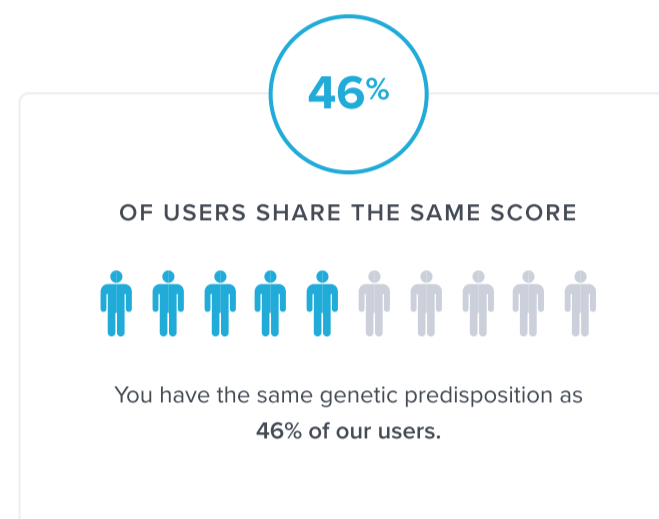 46%
OF USERS SHARE THE SAME SCORE
You have the same genetic predisposition as
46% of our users.